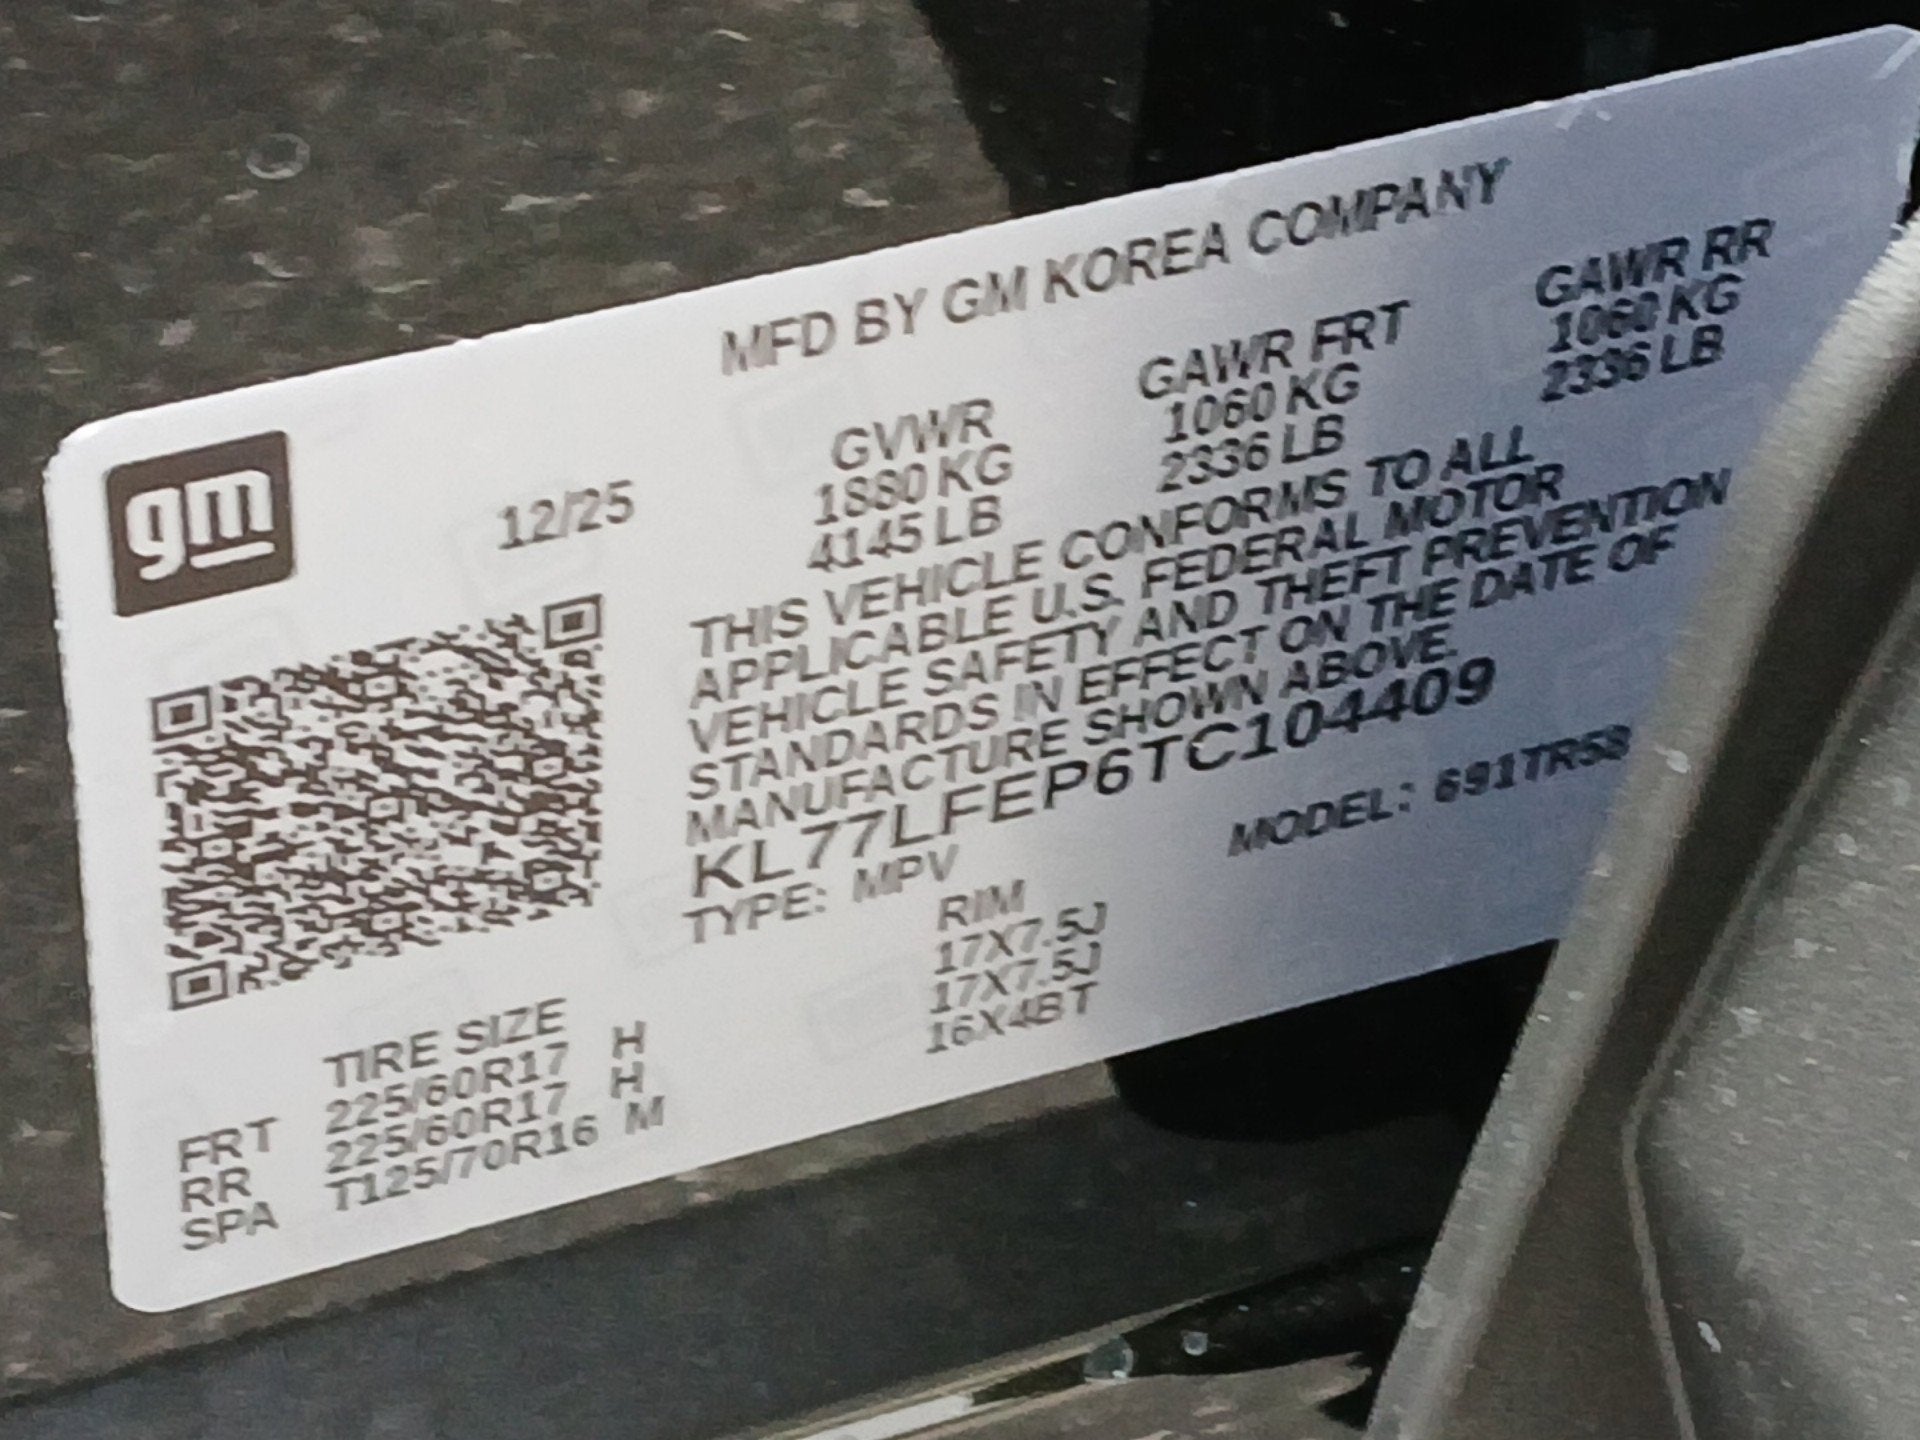 gm
MFD BY GM KOREA COMPANY
12/25
GVWR GAWR FRT GAWR RR
1880 KG 1060 KG 1060 KG
4145 LB 2336 LB 2336 LB
THIS VEHICLE CONFORMS TO ALL
APPLICABLE U.S. FEDERAL MOTOR
VEHICLE SAFETY AND THEFT PREVENTION
STANDARDS IN EFFECT ON THE DATE OF
MANUFACTURE SHOWN ABOVE.
KL77LFEP6TC104409
TYPE: MPV MODEL: 691TR58
TIRE SIZE RIM
FRT 225/60R17 H 17X7.5J
RR 225/60R17 H 17X7.5J
SPA T125/70R16 M 16X4BT